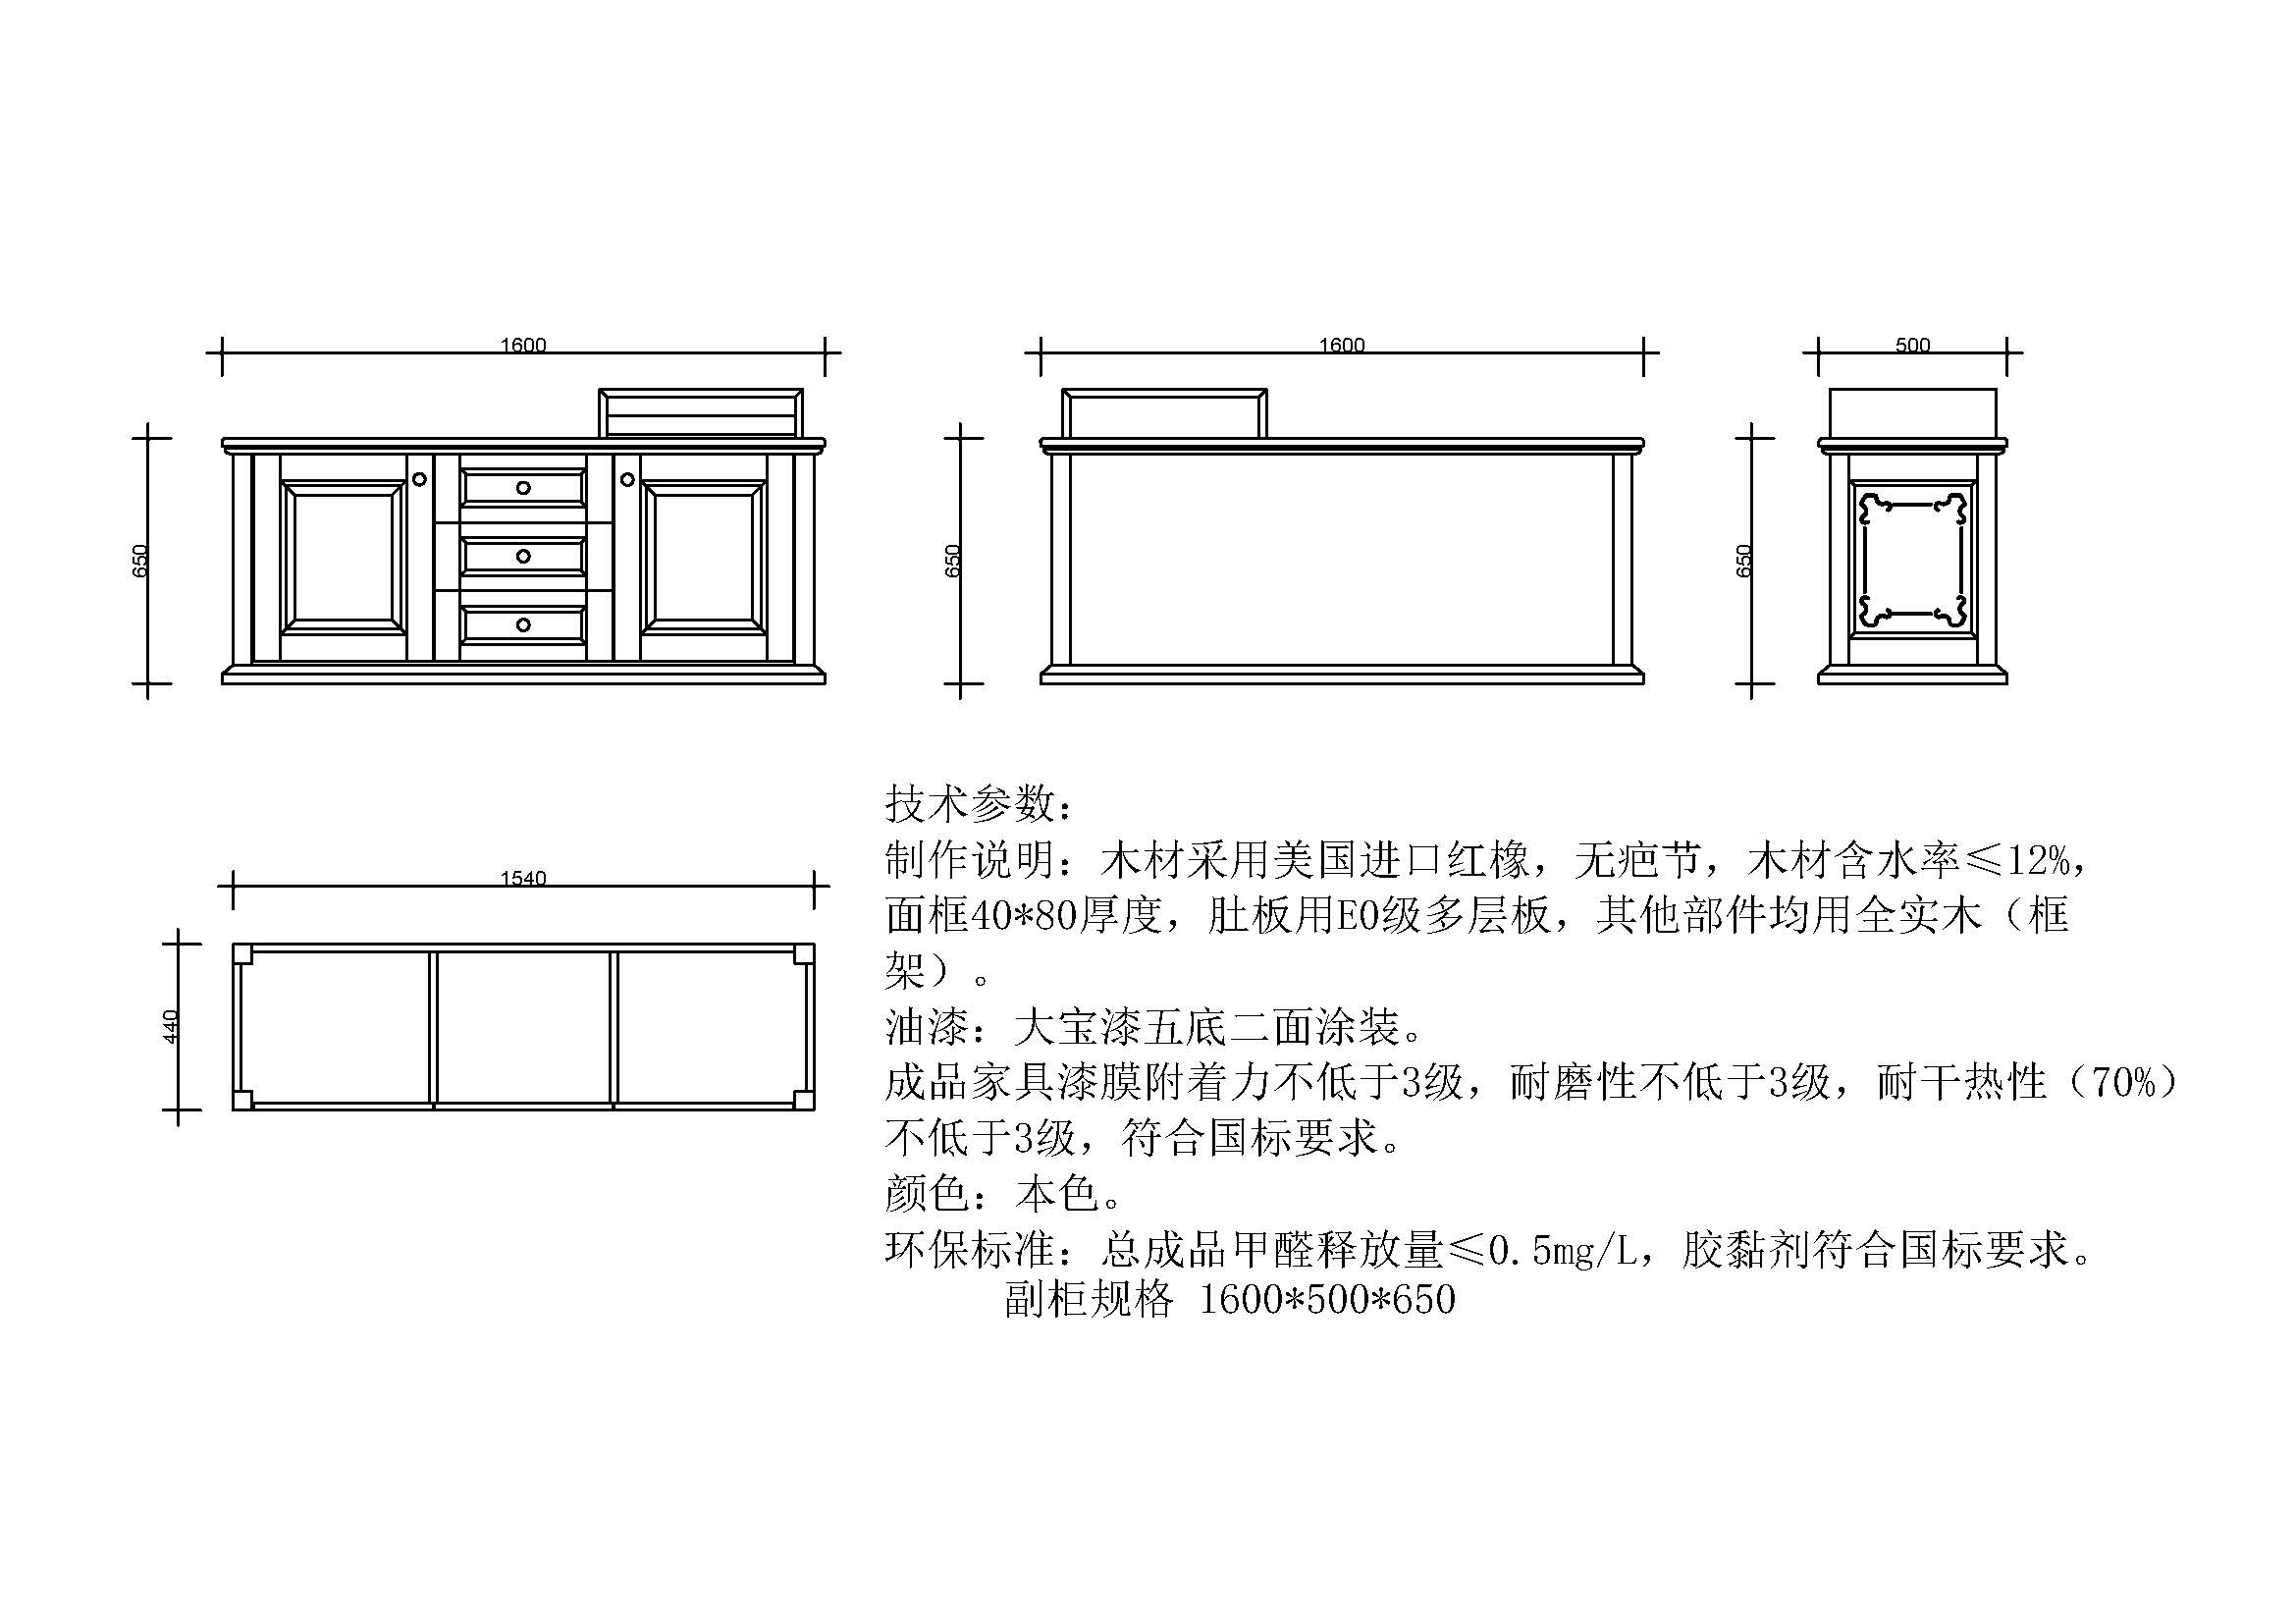 1600
1600
500
650
650
650
1540
440
技术参数：
制作说明：木材采用美国进口红橡，无疤节，木材含水率≤12%，
面框40*80厚度，肚板用E0级多层板，其他部件均用全实木（框
架）。
油漆：大宝漆五底二面涂装。
成品家具漆膜附着力不低于3级，耐磨性不低于3级，耐干热性（70%）
不低于3级，符合国标要求。
颜色：本色。
环保标准：总成品甲醛释放量≤0.5mg/L，胶黏剂符合国标要求。
副柜规格 1600*500*650